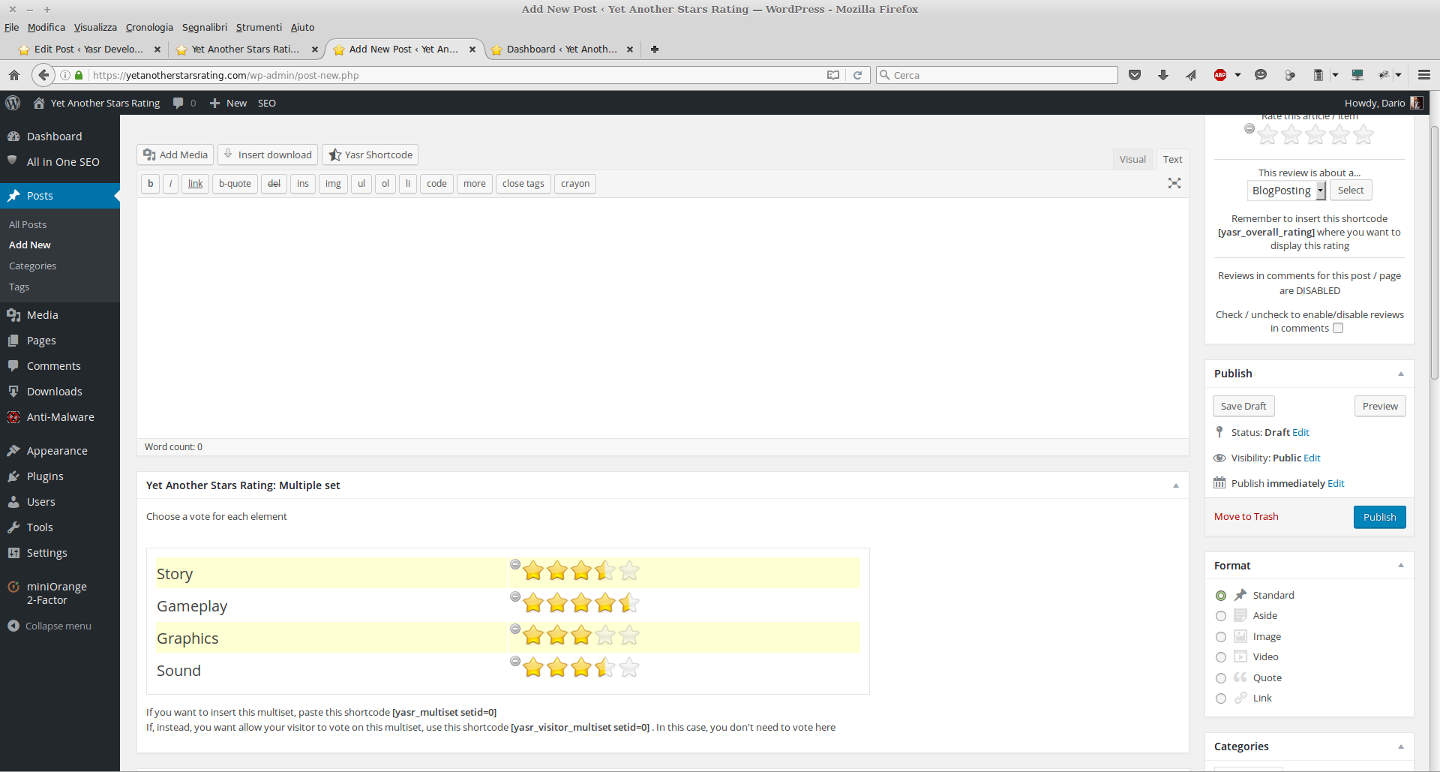 Add New Post ‹ Yet Another Stars Rating — WordPress - Mozilla Firefox
File Modifica Visualizza Cronologia Segnalibri Strumenti Aiuto
Edit Post ‹ Yasr Develo... Yet Another Stars Rati... Add New Post ‹ Yet An... Dashboard ‹ Yet Anoth...
https://yetanotherstarsrating.com/wp-admin/post-new.php
Cerca
ABP
Yet Another Stars Rating 0 New SEO
Howdy, Dario
Dashboard
All in One SEO
Posts
All Posts
Add New
Categories
Tags
Media
Pages
Comments
Downloads
Anti-Malware
Appearance
Plugins
Users
Tools
Settings
miniOrange
2-Factor
Collapse menu
Add Media Insert download Yasr Shortcode
Visual Text
b i link b-quote del ins img ul ol li code more close tags crayon
Word count: 0
Yet Another Stars Rating: Multiple set
Choose a vote for each element
Story
Gameplay
Graphics
Sound
If you want to insert this multiset, paste this shortcode [yasr_multiset setid=0]
If, instead, you want allow your visitor to vote on this multiset, use this shortcode [yasr_visitor_multiset setid=0] . In this case, you don't need to vote here
Rate this article / item
This review is about a...
BlogPosting Select
Remember to insert this shortcode
[yasr_overall_rating] where you want to
display this rating
Reviews in comments for this post / page
are DISABLED
Check / uncheck to enable/disable reviews
in comments
Publish
Save Draft Preview
Status: Draft Edit
Visibility: Public Edit
Publish immediately Edit
Move to Trash Publish
Format
Standard
Aside
Image
Video
Quote
Link
Categories